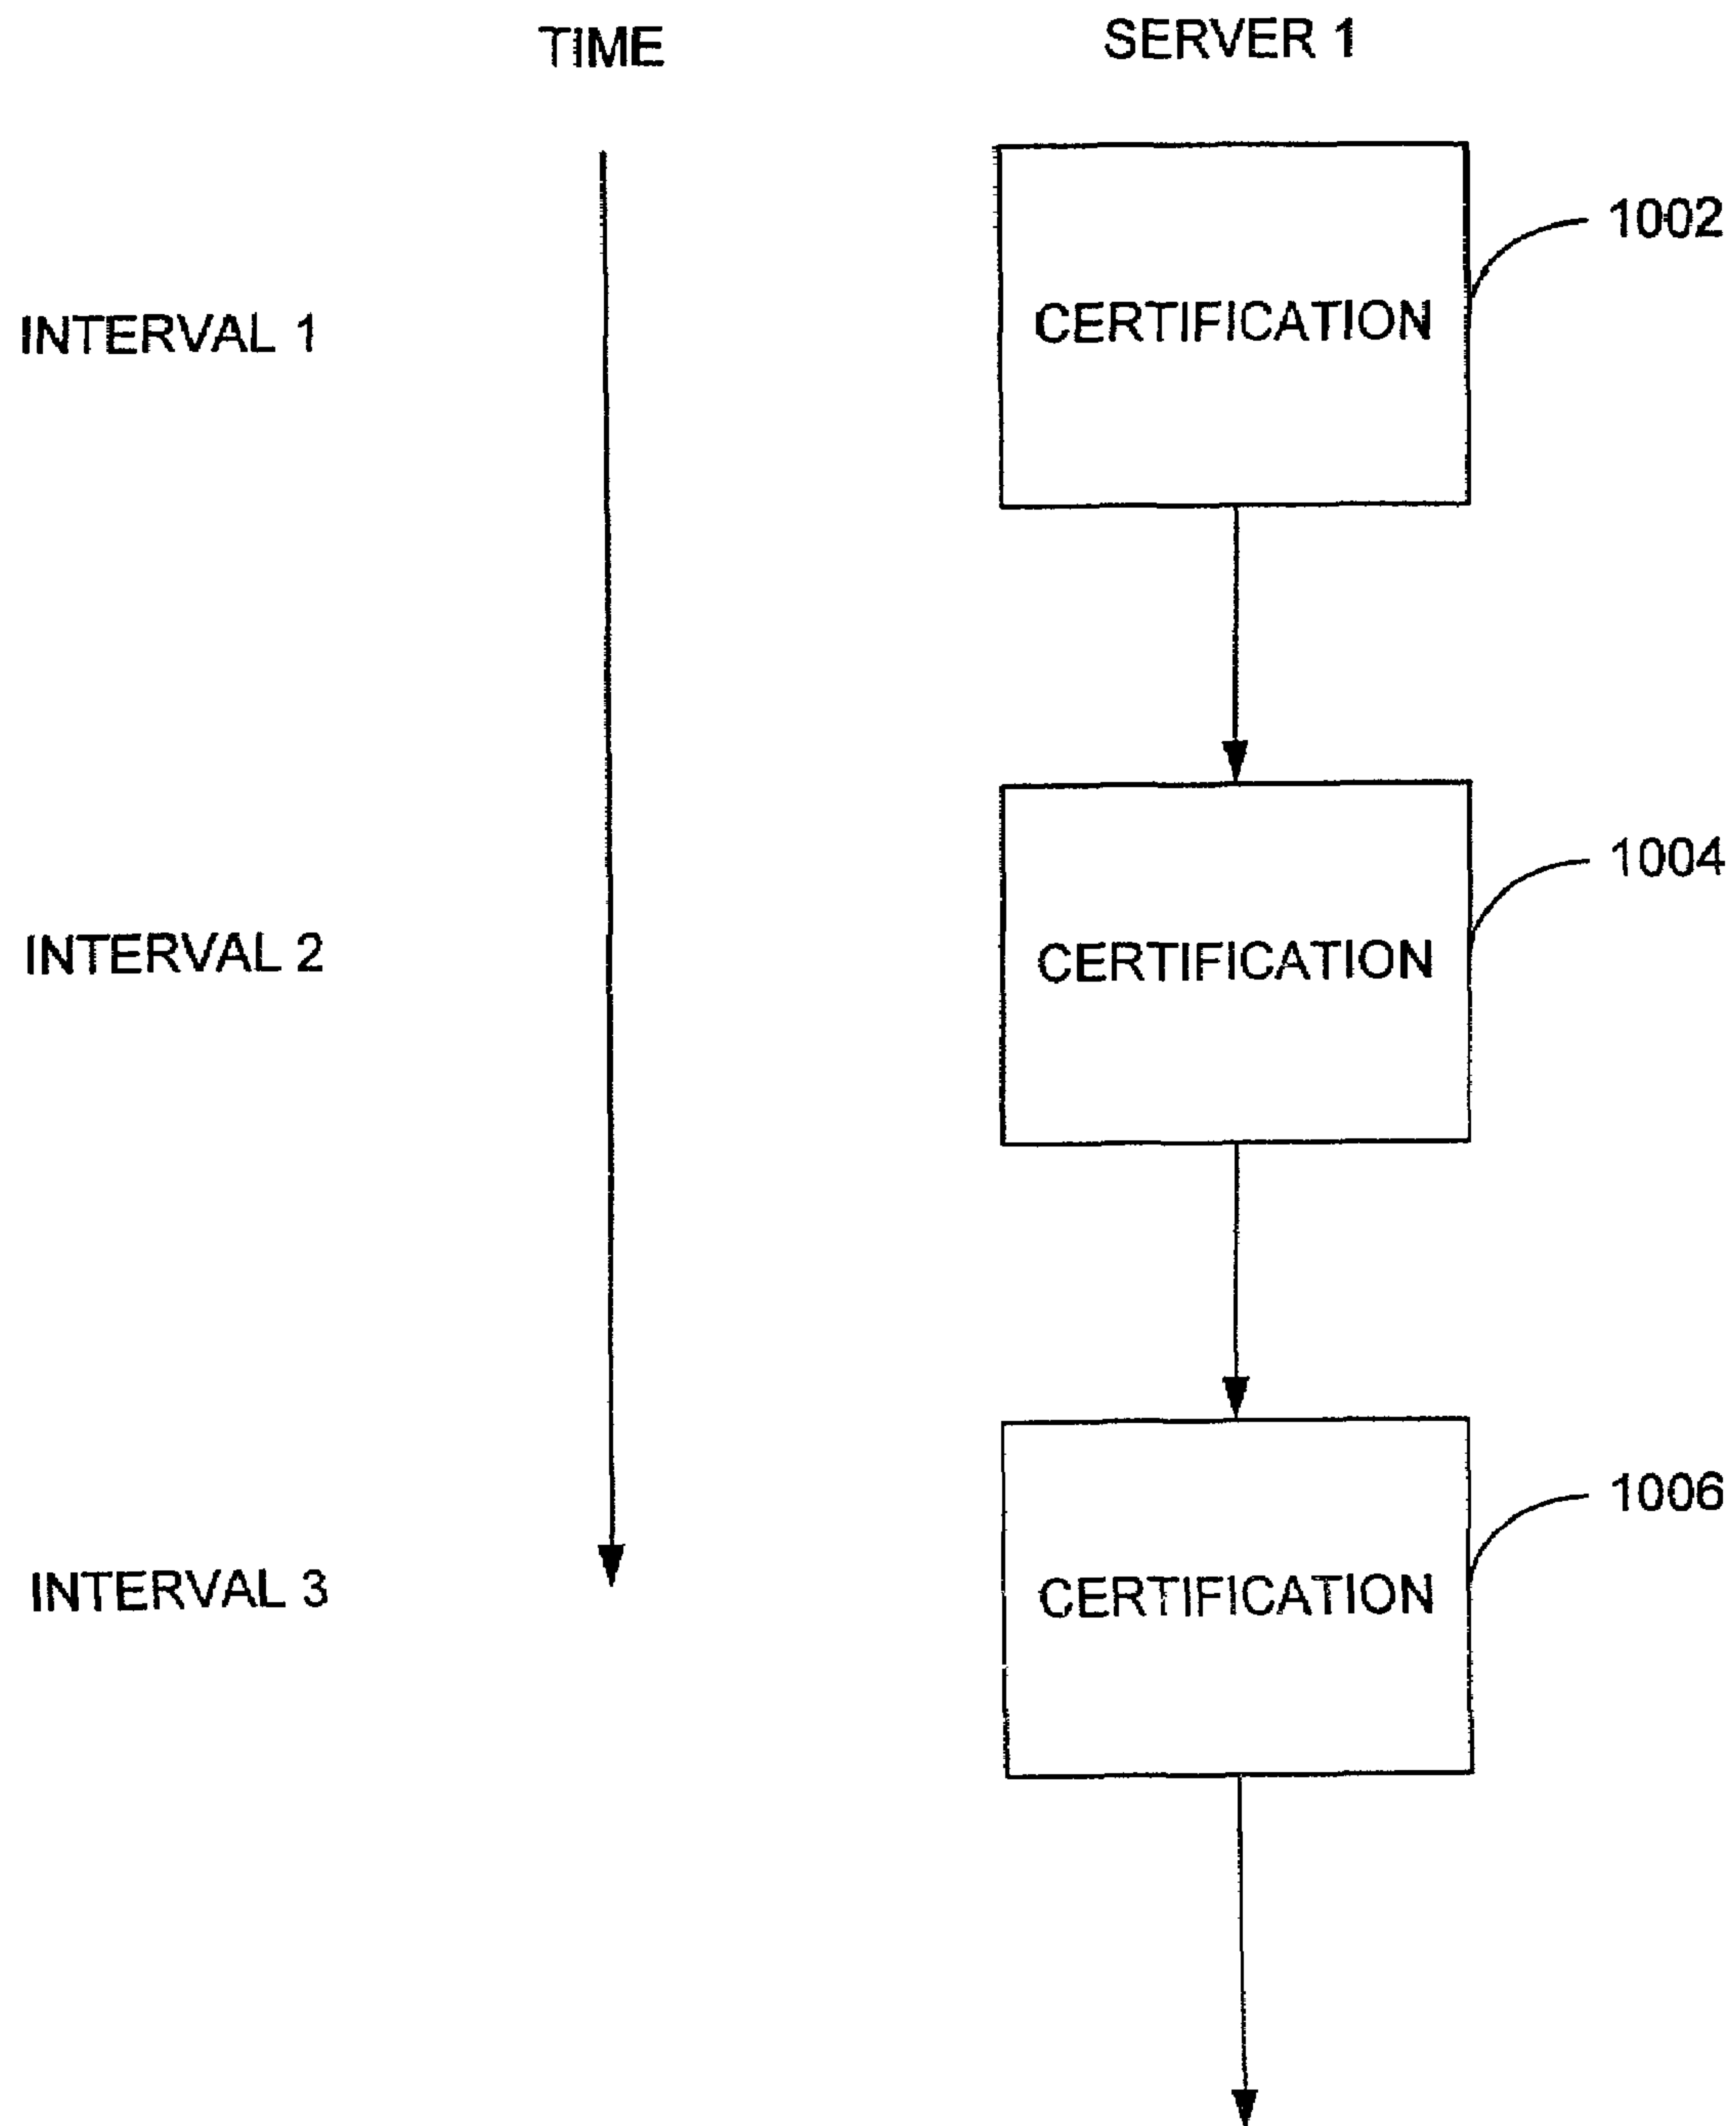 TIME
SERVER 1
1002
INTERVAL 1
CERTIFICATION
1004
INTERVAL 2
CERTIFICATION
1006
INTERVAL 3
CERTIFICATION